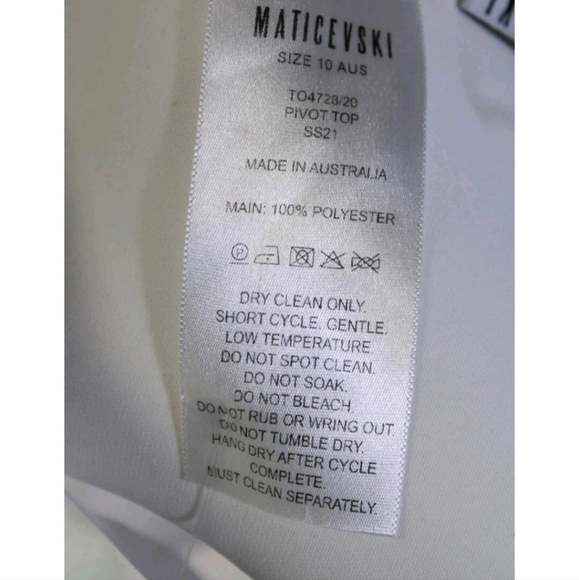 MATICEVSKI
SIZE 10 AUS
TO4728/20
PIVOT TOP
SS21
MADE IN AUSTRALIA
MAIN: 100% POLYESTER
P
DRY CLEAN ONLY.
SHORT CYCLE. GENTLE.
LOW TEMPERATURE.
DO NOT SPOT CLEAN.
DO NOT SOAK.
DO NOT BLEACH.
DO NOT RUB OR WRING OUT.
DO NOT TUMBLE DRY.
HANG DRY AFTER CYCLE
COMPLETE.
MUST CLEAN SEPARATELY.